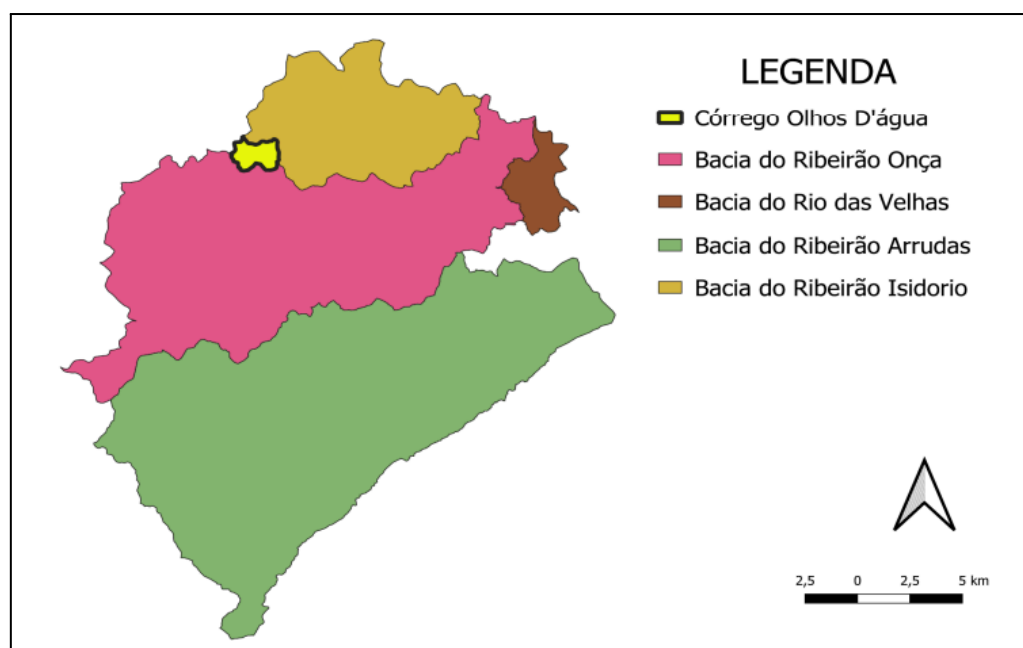 LEGENDA
Córrego Olhos D'água
Bacia do Ribeirão Onça
Bacia do Rio das Velhas
Bacia do Ribeirão Arrudas
Bacia do Ribeirão Isidorio
2,5 0 2,5 5 km